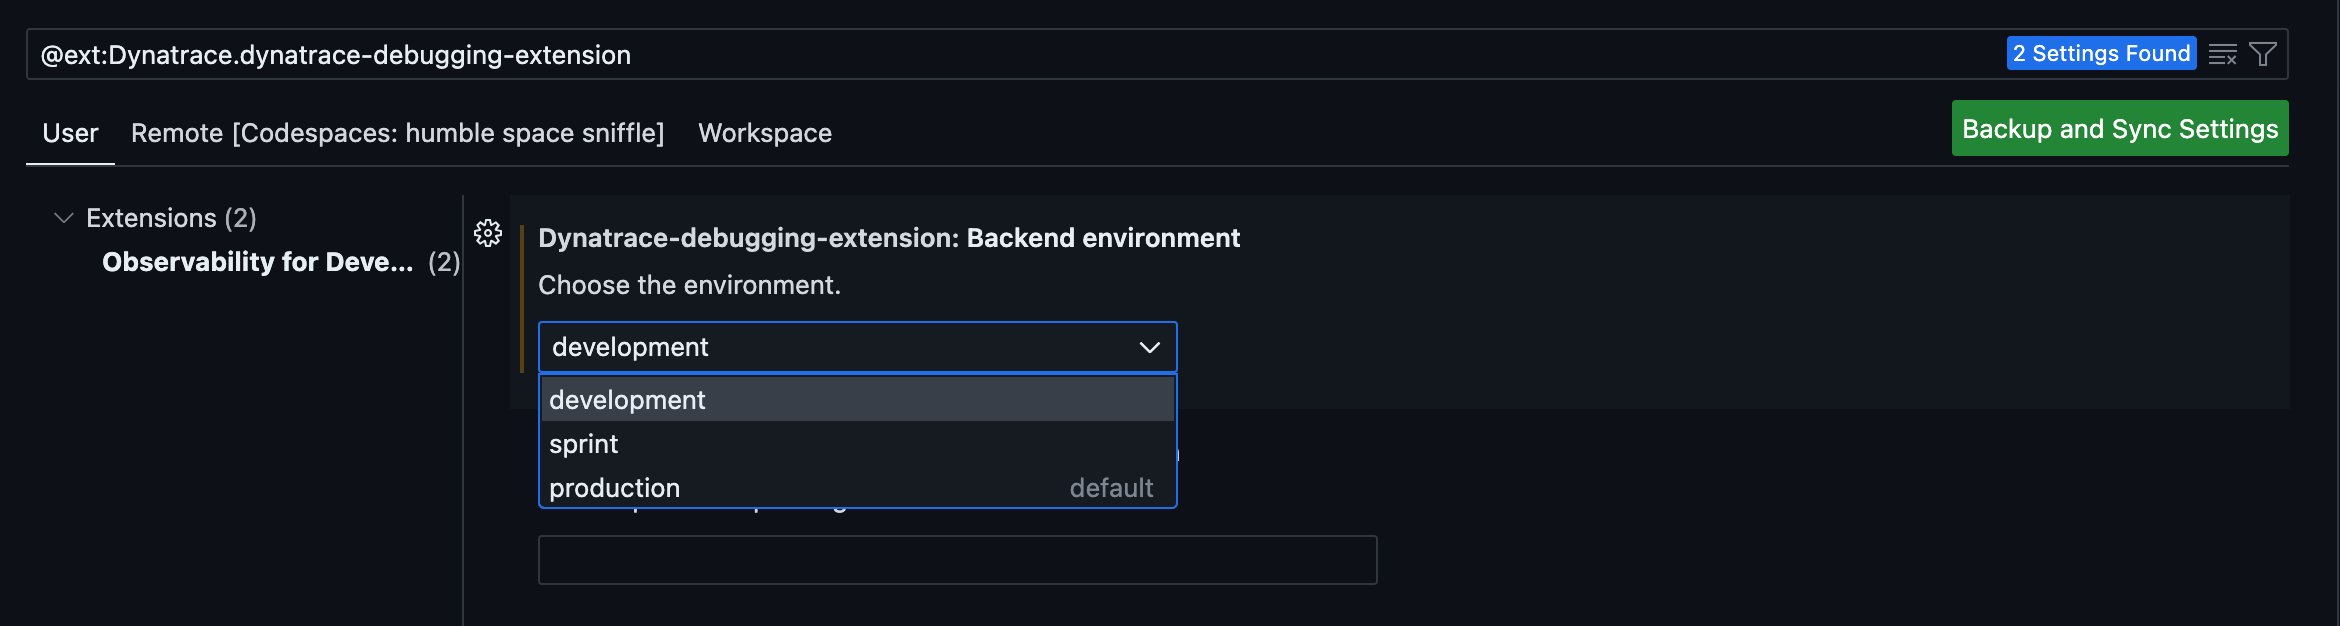 @ext:Dynatrace.dynatrace-debugging-extension
2 Settings Found
User Remote [Codespaces: humble space sniffle] Workspace
Backup and Sync Settings
Extensions (2)
Observability for Deve... (2)
Dynatrace-debugging-extension: Backend environment
Choose the environment.
development
development
sprint
production default